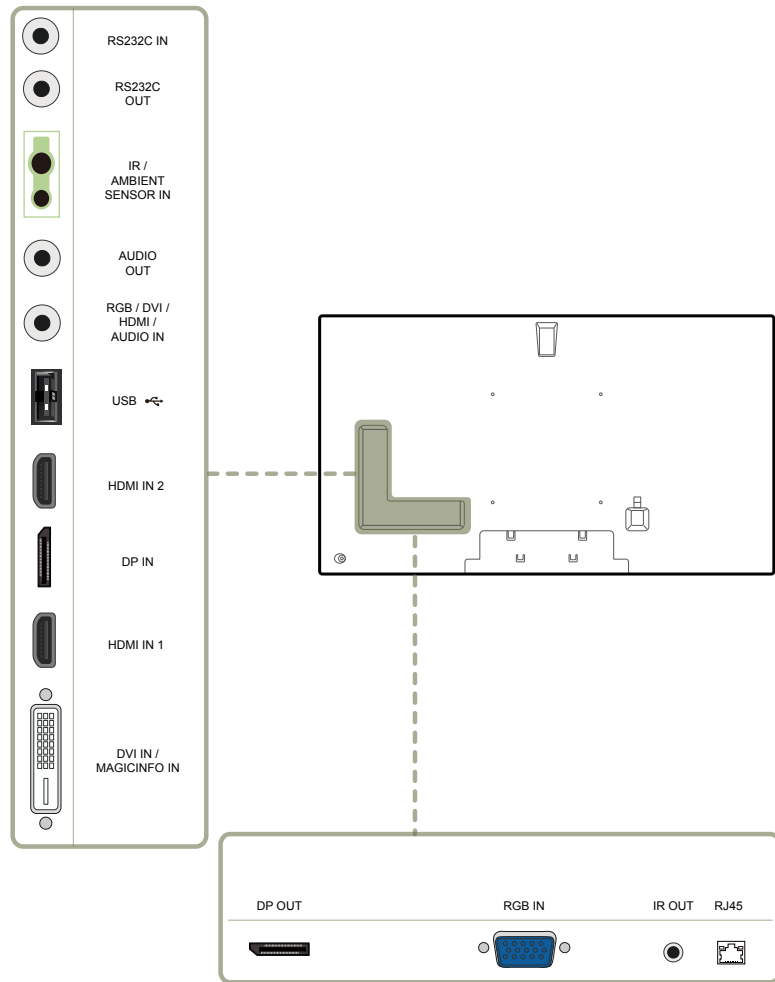 RS232C IN
RS232C
OUT
IR /
AMBIENT
SENSOR IN
AUDIO
OUT
RGB / DVI /
HDMI /
AUDIO IN
USB
HDMI IN 2
DP IN
HDMI IN 1
DVI IN /
MAGICINFO IN
DP OUT RGB IN IR OUT RJ45